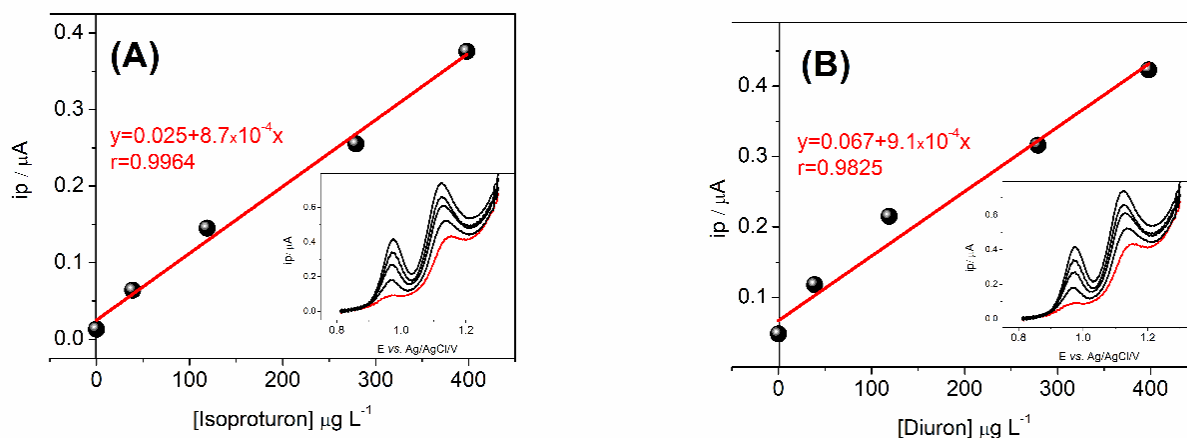 (A)
y=0.025+8.7x10⁻⁴x
r=0.9964
ip / μA
0.4
0.3
0.2
0.1
0.0
0 100 200 300 400
[Isoproturon] μg L⁻¹
ip/ μA
0.6
0.4
0.2
0.0
0.8 1.0 1.2
E vs. Ag/AgCl/V
(B)
y=0.067+9.1x10⁻⁴x
r=0.9825
ip / μA
0.4
0.3
0.2
0.1
0 100 200 300 400
[Diuron] μg L⁻¹
ip/ μA
0.6
0.4
0.2
0.0
0.8 1.0 1.2
E vs. Ag/AgCl/V